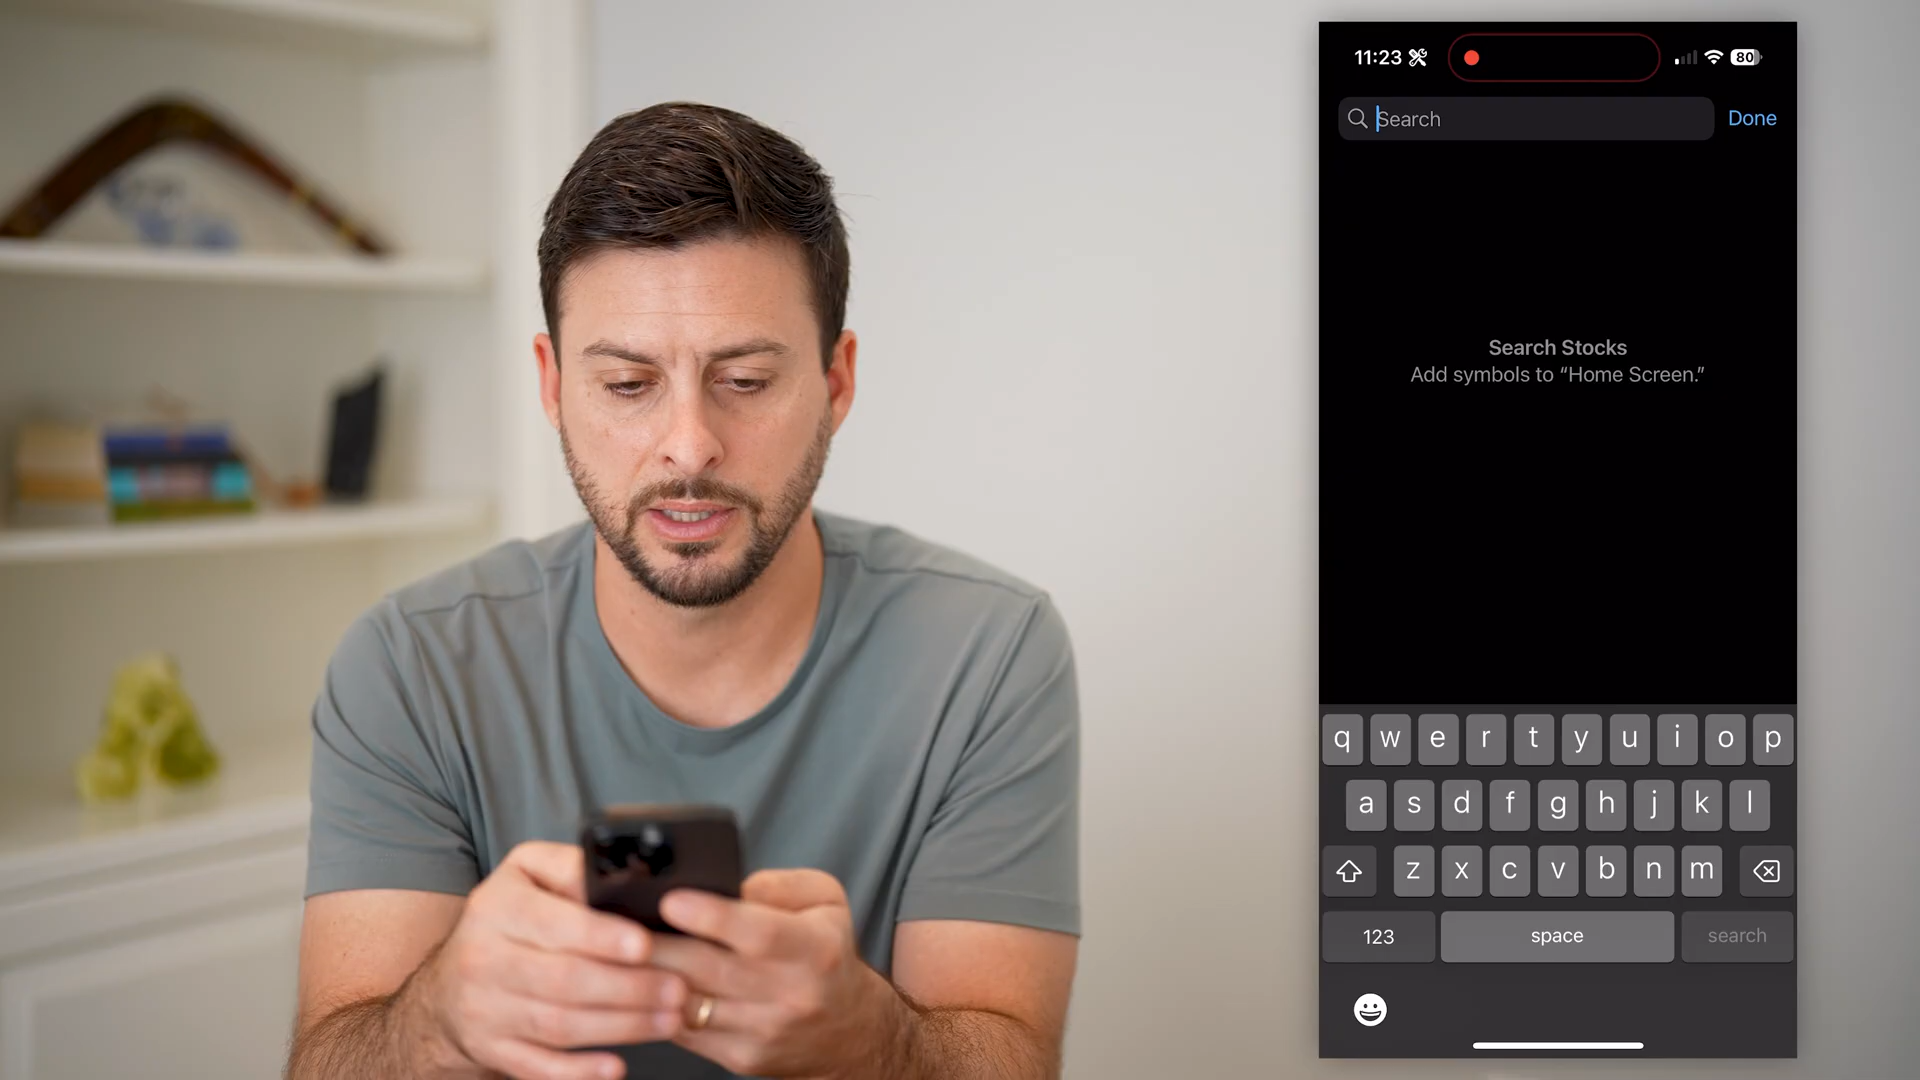 11:23
80
Search
Done
Search Stocks
Add symbols to “Home Screen.”
q w e r t y u i o p
a s d f g h j k l
z x c v b n m
123 space search